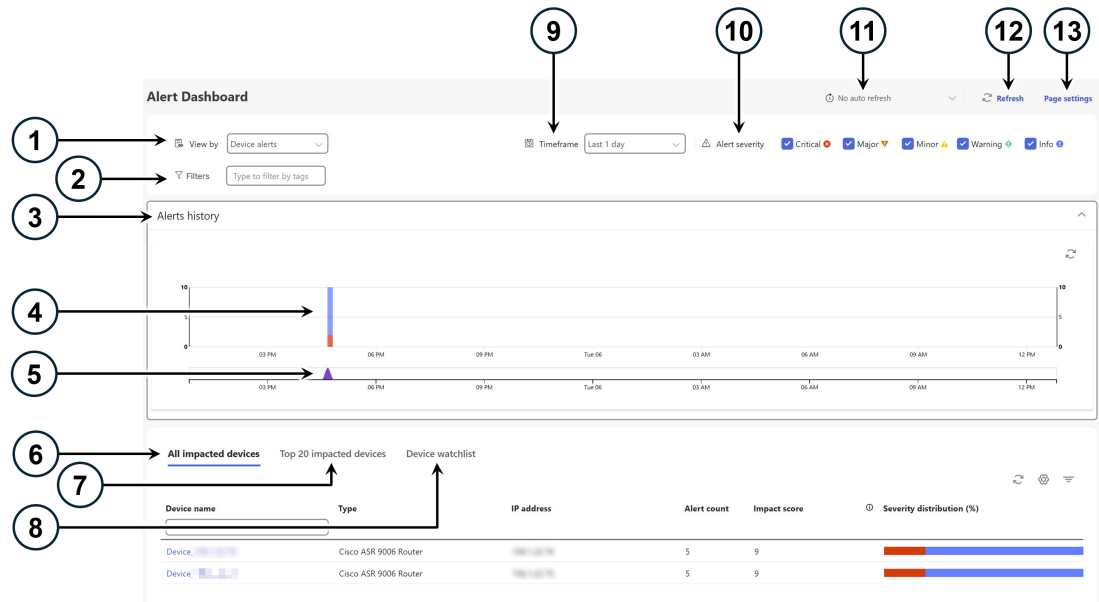 9 10 11 12 13
Alert Dashboard No auto refresh Refresh Page settings
1 View by Device alerts Timeframe Last 1 day Alert severity Critical Major Minor Warning Info
2 Filters Type to filter by tags
3 Alerts history
10 10
4 5 5
0 0
03 PM 06 PM 09 PM Tue 06 03 AM 06 AM 09 AM 12 PM
5
03 PM 06 PM 09 PM Tue 06 03 AM 06 AM 09 AM 12 PM
6 All impacted devices Top 20 impacted devices Device watchlist
7
Device name Type IP address Alert count Impact score Severity distribution (%)
8
Device_ Cisco ASR 9006 Router 5 9
Device_ Cisco ASR 9006 Router 5 9